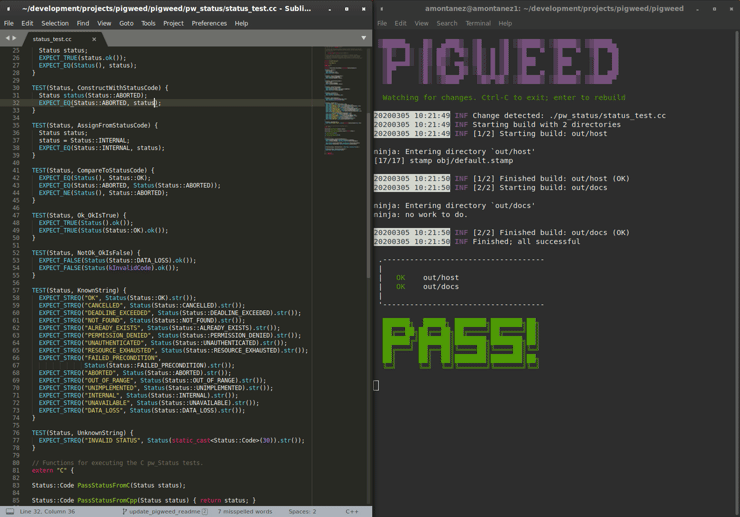 ~/development/projects/pigweed/pigweed/pw_status/status_test.cc - Subli...
File Edit Selection Find View Goto Tools Project Preferences Help
status_test.cc
25 Status status;
26 EXPECT_TRUE(status.ok());
27 EXPECT_EQ(Status(), status);
28 }
29
30 TEST(Status, ConstructWithStatusCode) {
31 Status status(Status::ABORTED);
32 EXPECT_EQ(Status::ABORTED, status);
33 }
34
35 TEST(Status, AssignFromStatusCode) {
36 Status status;
37 status = Status::INTERNAL;
38 EXPECT_EQ(Status::INTERNAL, status);
39 }
40
41 TEST(Status, CompareToStatusCode) {
42 EXPECT_EQ(Status(), Status::OK);
43 EXPECT_EQ(Status::ABORTED, Status(Status::ABORTED));
44 EXPECT_NE(Status(), Status::ABORTED);
45 }
46
47 TEST(Status, Ok_OkIsTrue) {
48 EXPECT_TRUE(Status().ok());
49 EXPECT_TRUE(Status(Status::OK).ok());
50 }
51
52 TEST(Status, NotOk_OkIsFalse) {
53 EXPECT_FALSE(Status(Status::DATA_LOSS).ok());
54 EXPECT_FALSE(Status(kInvalidCode).ok());
55 }
56
57 TEST(Status, KnownString) {
58 EXPECT_STREQ("OK", Status(Status::OK).str());
59 EXPECT_STREQ("CANCELLED", Status(Status::CANCELLED).str());
60 EXPECT_STREQ("DEADLINE_EXCEEDED", Status(Status::DEADLINE_EXCEEDED).str());
61 EXPECT_STREQ("NOT_FOUND", Status(Status::NOT_FOUND).str());
62 EXPECT_STREQ("ALREADY_EXISTS", Status(Status::ALREADY_EXISTS).str());
63 EXPECT_STREQ("PERMISSION_DENIED", Status(Status::PERMISSION_DENIED).str());
64 EXPECT_STREQ("UNAUTHENTICATED", Status(Status::UNAUTHENTICATED).str());
65 EXPECT_STREQ("RESOURCE_EXHAUSTED", Status(Status::RESOURCE_EXHAUSTED).str());
66 EXPECT_STREQ("FAILED_PRECONDITION",
67 Status(Status::FAILED_PRECONDITION).str());
68 EXPECT_STREQ("ABORTED", Status(Status::ABORTED).str());
69 EXPECT_STREQ("OUT_OF_RANGE", Status(Status::OUT_OF_RANGE).str());
70 EXPECT_STREQ("UNIMPLEMENTED", Status(Status::UNIMPLEMENTED).str());
71 EXPECT_STREQ("INTERNAL", Status(Status::INTERNAL).str());
72 EXPECT_STREQ("UNAVAILABLE", Status(Status::UNAVAILABLE).str());
73 EXPECT_STREQ("DATA_LOSS", Status(Status::DATA_LOSS).str());
74 }
75
76 TEST(Status, UnknownString) {
77 EXPECT_STREQ("INVALID STATUS", Status(static_cast<Status::Code>(30)).str());
78 }
79
80 // Functions for executing the C pw_Status tests.
81 extern "C" {
82
83 Status::Code PassStatusFromC(Status status);
84
85 Status::Code PassStatusFromCpp(Status status) { return status; }
Line 32, Column 36 update_pigweed_readme 7 misspelled words Spaces: 2 C++
amontanez@amontanez1: ~/development/projects/pigweed/pigweed
File Edit View Search Terminal Help
PIGWEED
Watching for changes. Ctrl-C to exit; enter to rebuild
20200305 10:21:49 INF Change detected: ./pw_status/status_test.cc
20200305 10:21:49 INF Starting build with 2 directories
20200305 10:21:49 INF [1/2] Starting build: out/host
ninja: Entering directory `out/host'
[17/17] stamp obj/default.stamp
20200305 10:21:50 INF [1/2] Finished build: out/host (OK)
20200305 10:21:50 INF [2/2] Starting build: out/docs
ninja: Entering directory `out/docs'
ninja: no work to do.
20200305 10:21:50 INF [2/2] Finished build: out/docs (OK)
20200305 10:21:50 INF Finished; all successful
.------------------------------------
|
| OK out/host
| OK out/docs
|
'------------------------------------
PASS!